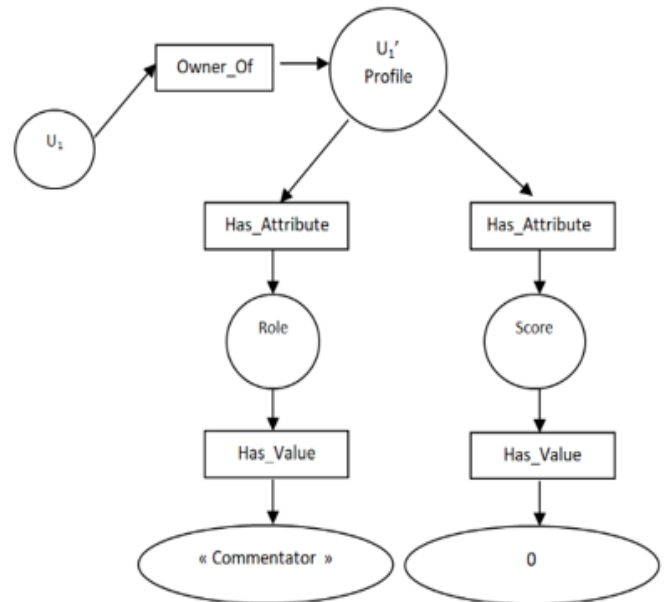 Owner_Of
U₁'
Profile
U₁
Has_Attribute
Has_Attribute
Role
Score
Has_Value
Has_Value
« Commentator »
0